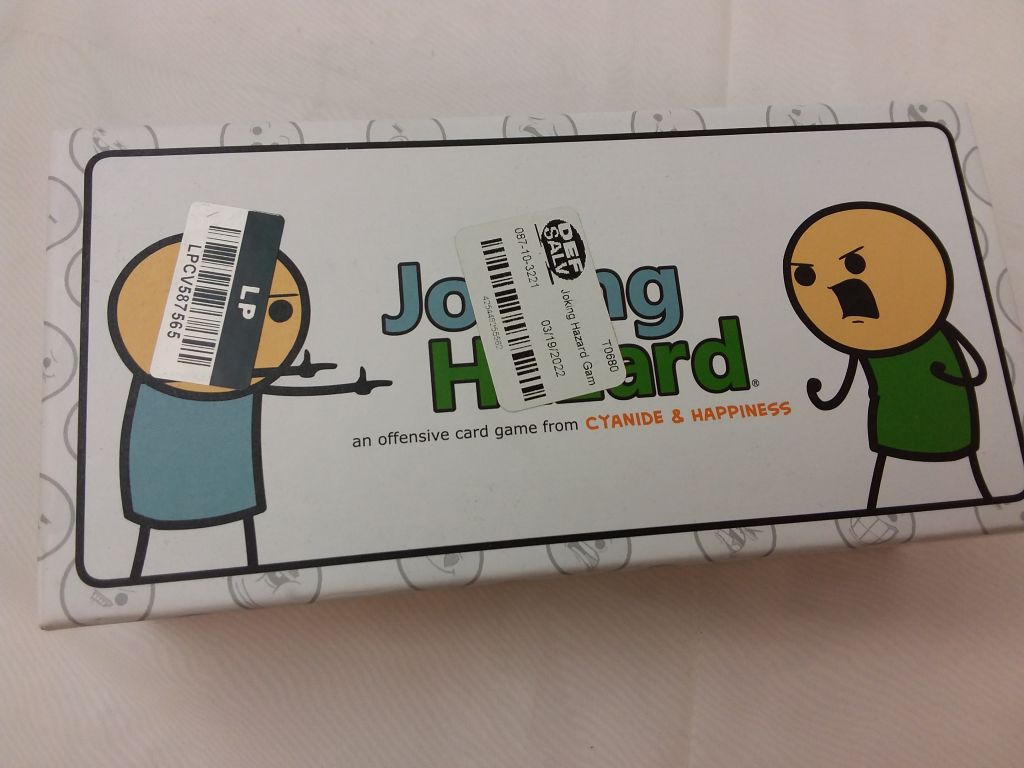 LP
LPCV587565
Jo ng
H zard
®
an offensive card game from CYANIDE & HAPPINESS
DEF
SALV
087-10-3221
Joking Hazard Gam
T0680
03/19/2022